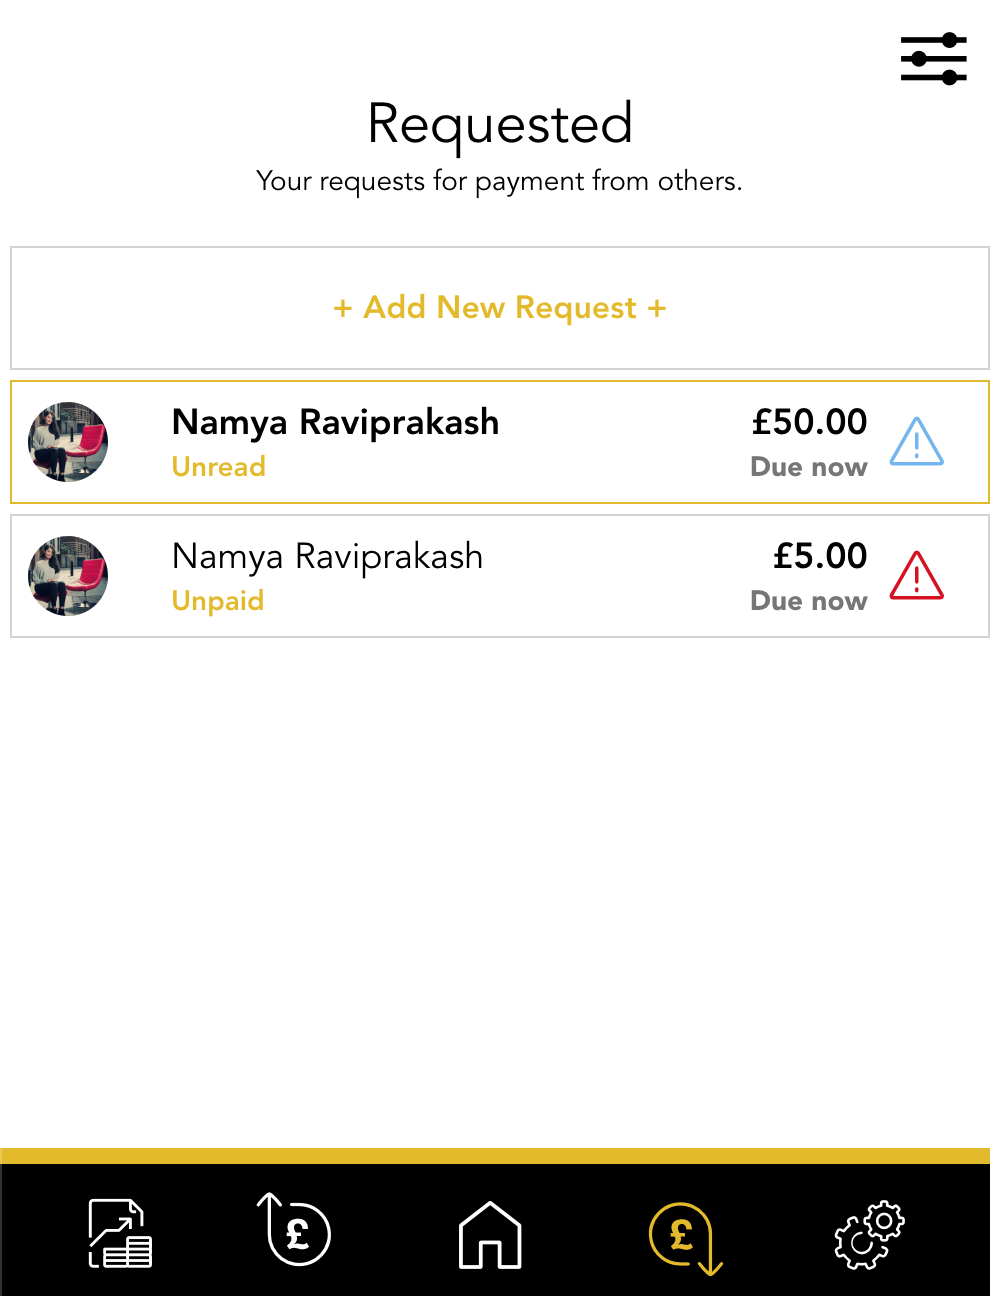 Requested
Your requests for payment from others.
+ Add New Request +
Namya Raviprakash £50.00
Unread Due now
Namya Raviprakash £5.00
Unpaid Due now
£ £